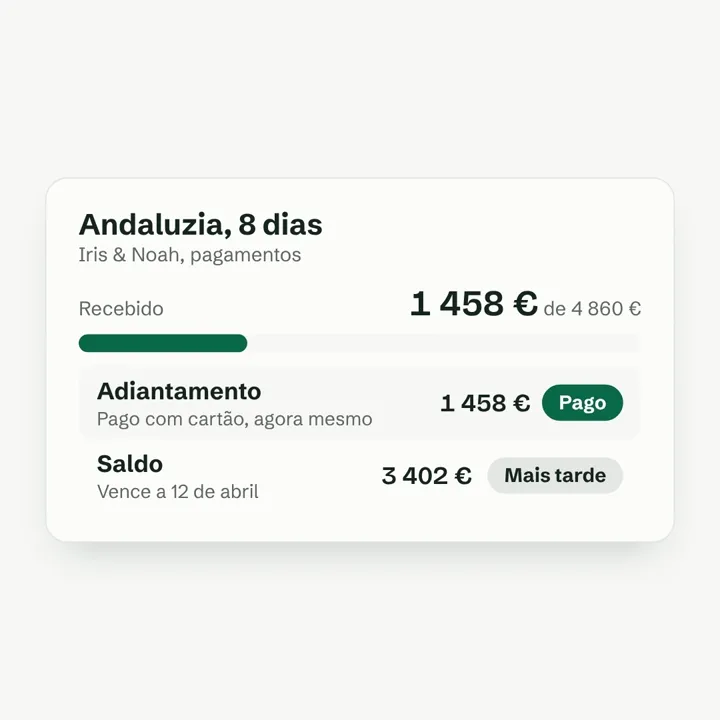 Andaluzia, 8 dias
Iris & Noah, pagamentos
Recebido 1 458 € de 4 860 €
Adiantamento
Pago com cartão, agora mesmo
1 458 € Pago
Saldo
Vence a 12 de abril
3 402 € Mais tarde